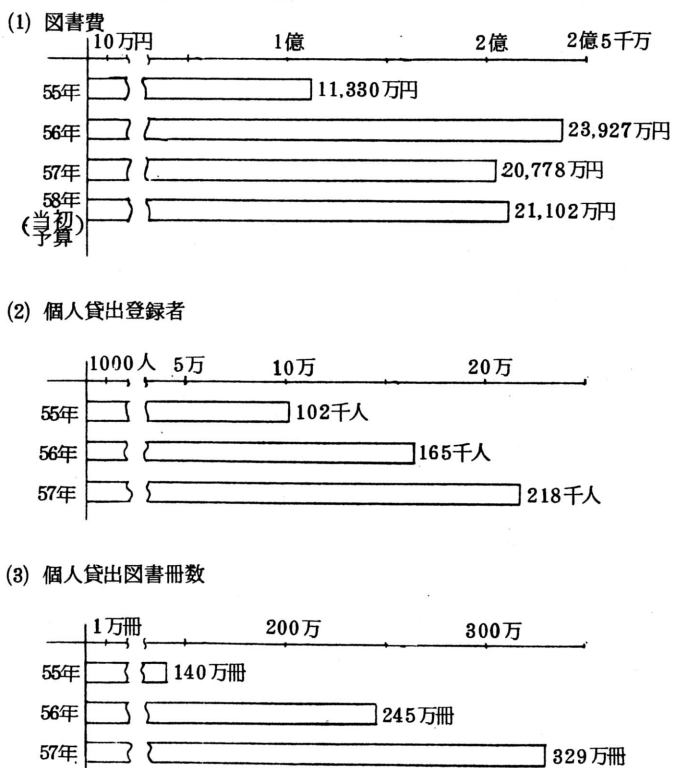 (1) 図書費
10万円 1億 2億 2億5千万
55年 11,330万円
56年 23,927万円
57年 20,778万円
58年 21,102万円
(当初予算)
(2) 個人貸出登録者
1000人 5万 10万 20万
55年 102千人
56年 165千人
57年 218千人
(3) 個人貸出図書冊数
1万冊 200万 300万
55年 140万冊
56年 245万冊
57年 329万冊